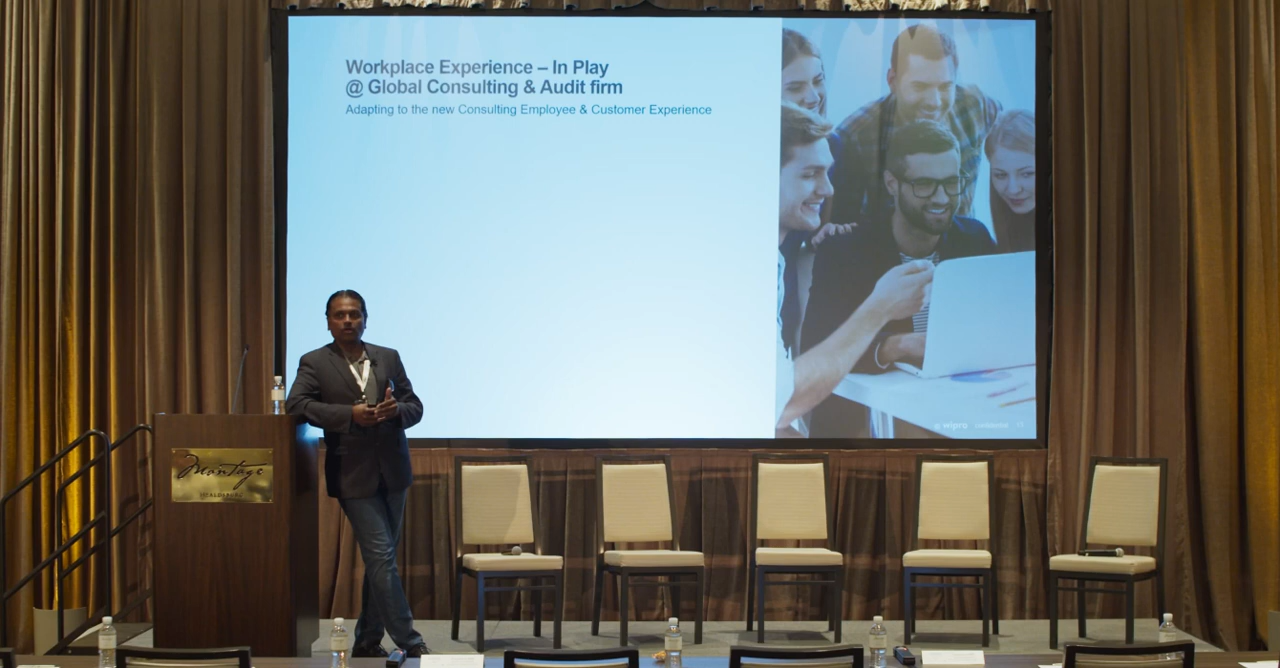 Workplace Experience – In Play
@ Global Consulting & Audit firm
Adapting to the new Consulting Employee & Customer Experience
wipro confidential
Montage
HEALDSBURG